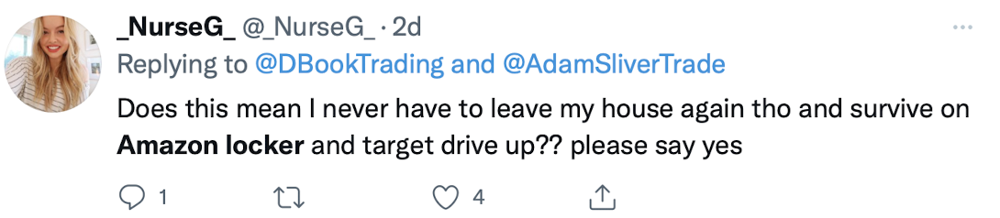 _NurseG_ @_NurseG_ · 2d
Replying to @DBookTrading and @AdamSliverTrade
Does this mean I never have to leave my house again tho and survive on
Amazon locker and target drive up?? please say yes
1 4